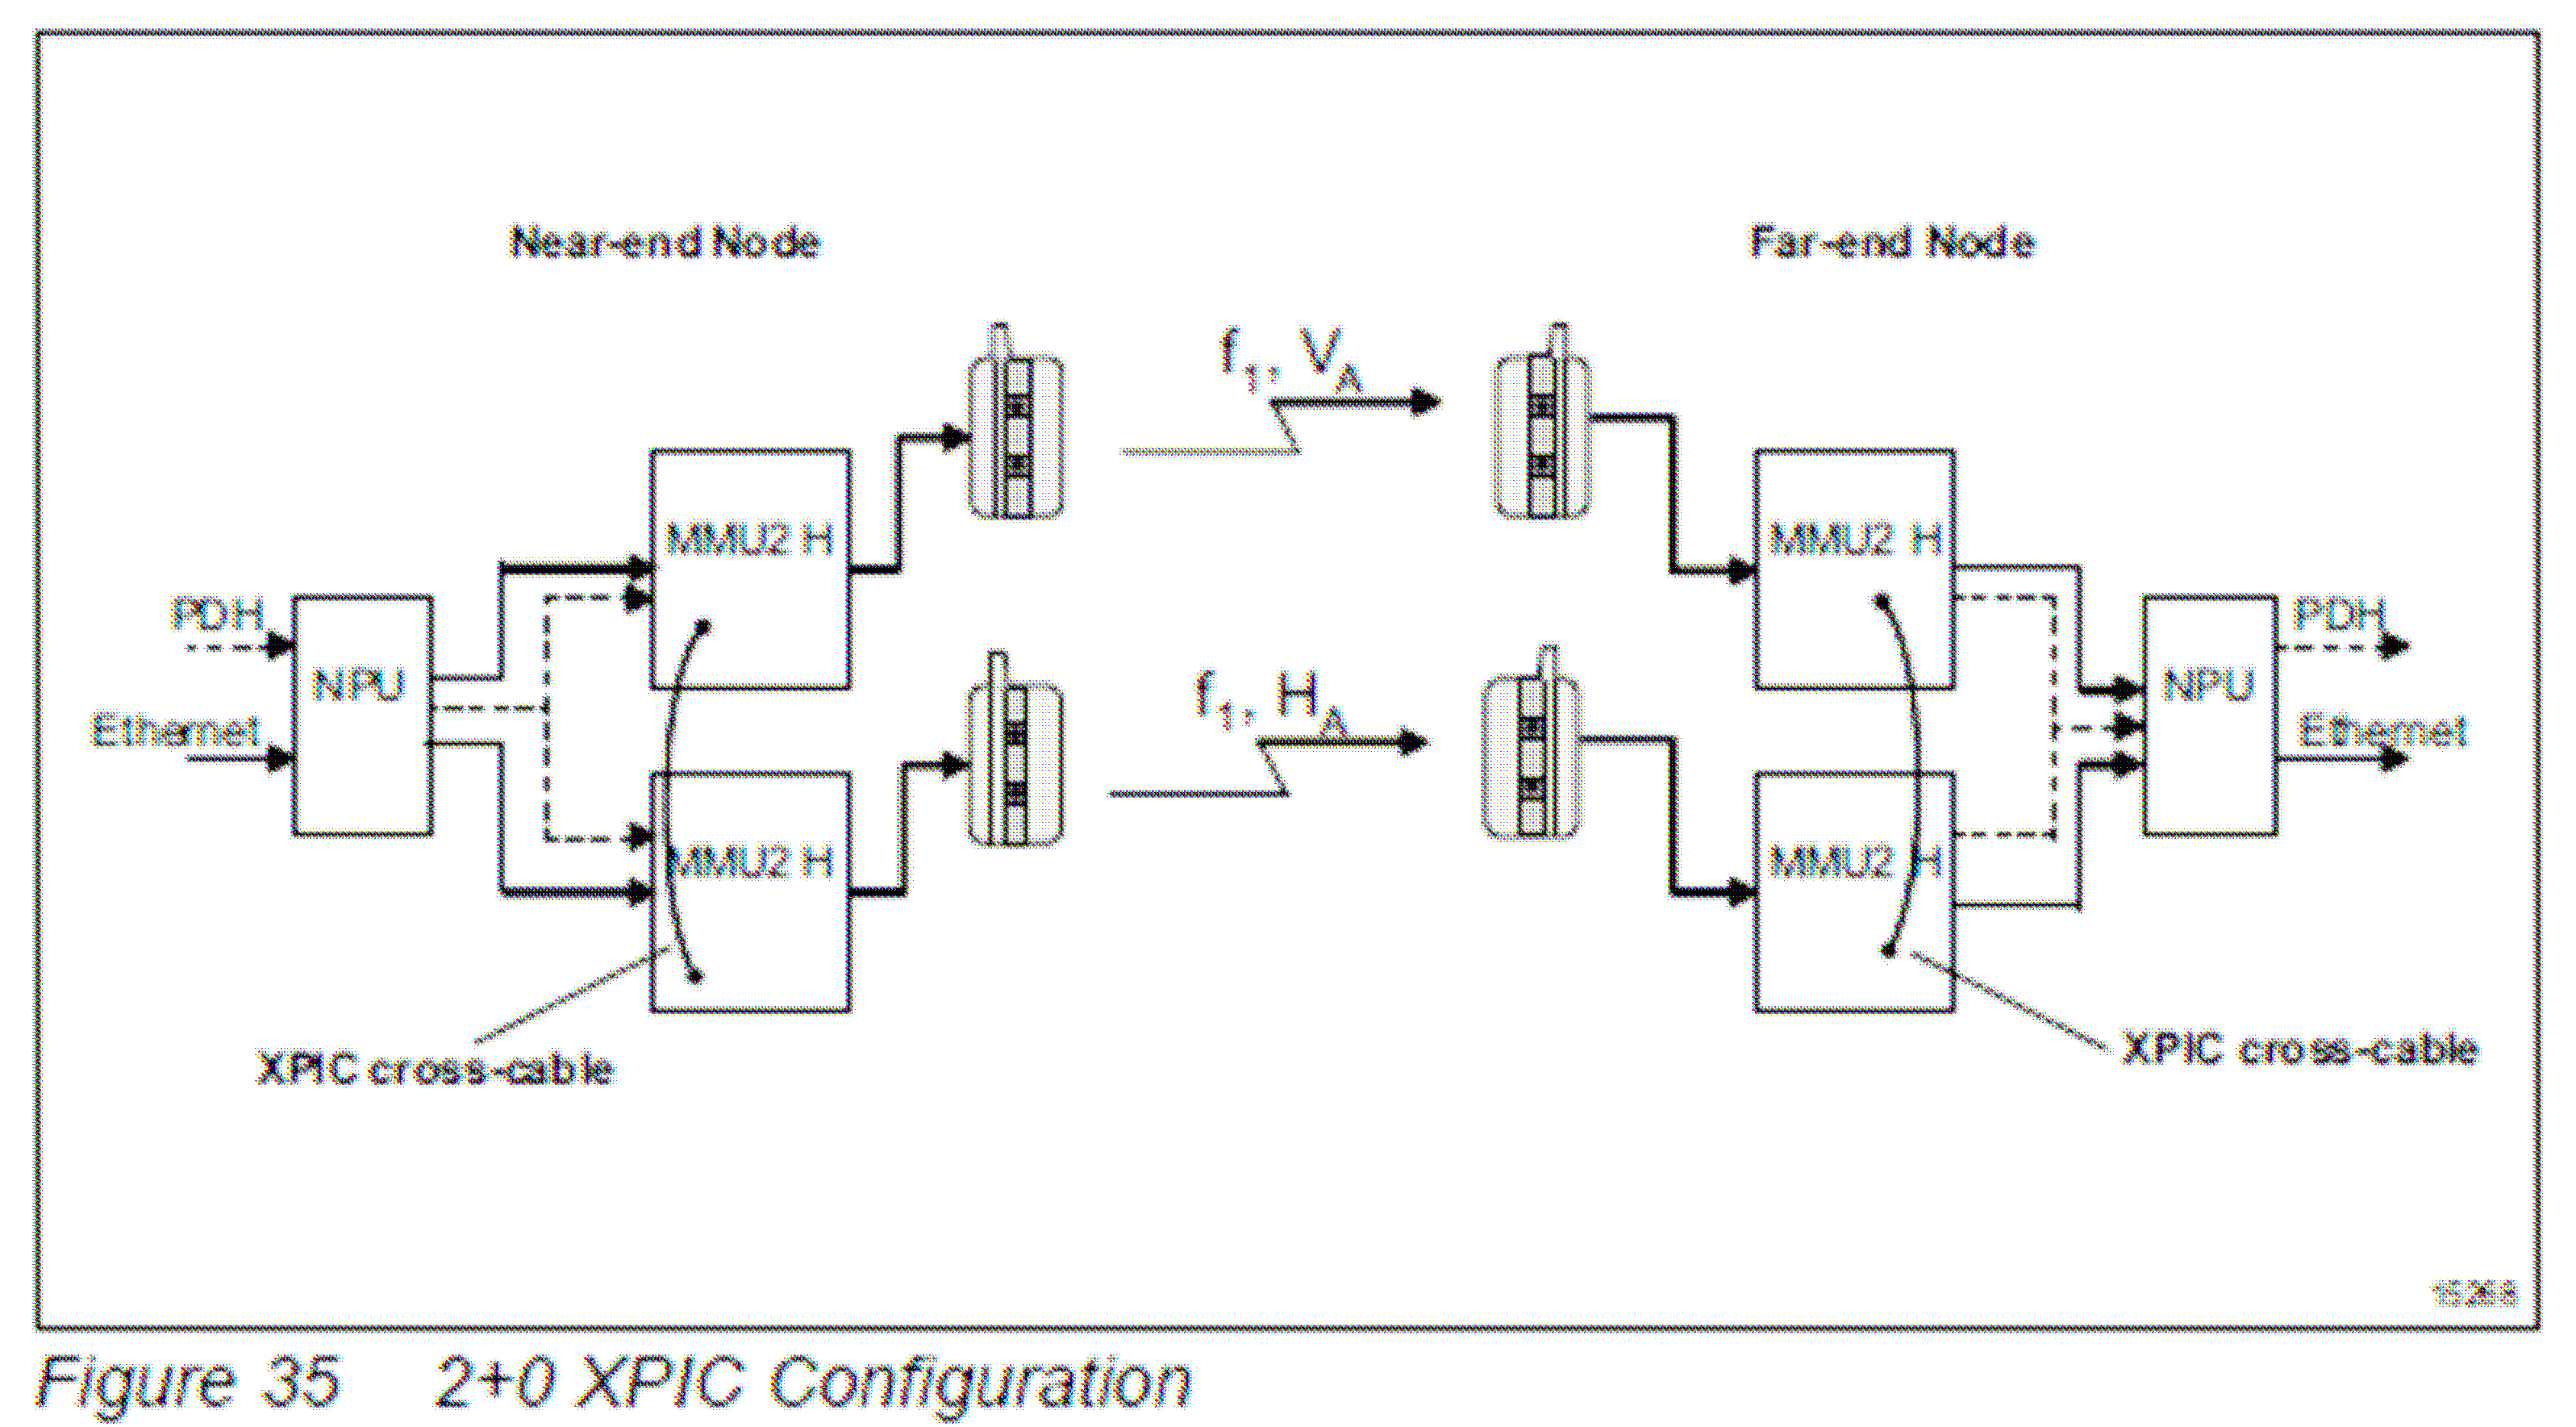 Near-end Node
Far-end Node
f1, VA
MMU2 H
MMU2 H
PDH
NPU
Ethernet
f1, HA
PDH
NPU
Ethernet
MMU2 H
MMU2 H
XPIC cross-cable
XPIC cross-cable
15268
Figure 35 2+0 XPIC Configuration